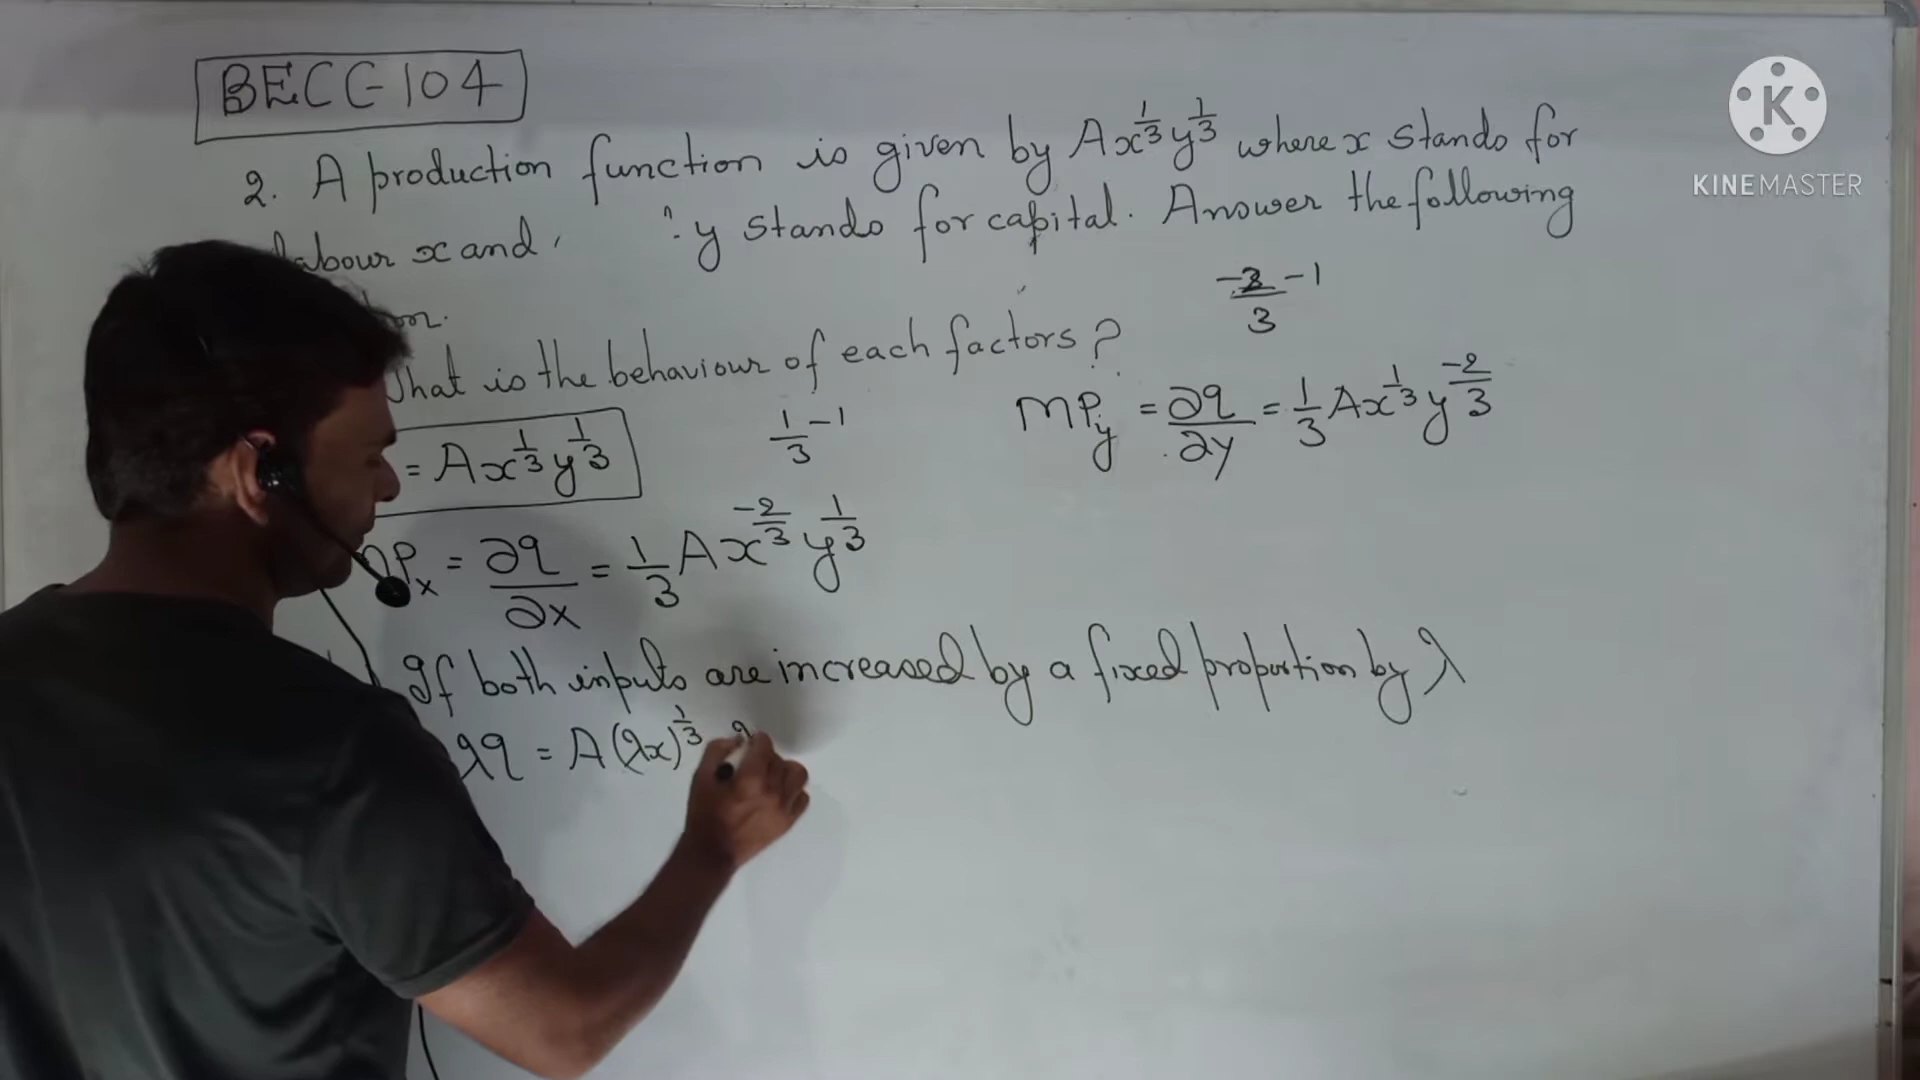 BECC-104
KINEMASTER
2. A production function is given by Ax^{1/3}y^{1/3} where x stands for
labour x and y stands for capital. Answer the following
What is the behaviour of each factors?
-2/3 -1
1/3 -1
= Ax^{1/3}y^{1/3}
MP_y = ∂q/∂y = 1/3 Ax^{1/3}y^{-2/3}
MP_x = ∂q/∂x = 1/3 Ax^{-2/3}y^{1/3}
If both inputs are increased by a fixed proportion by λ
λq = A(λx)^{1/3}